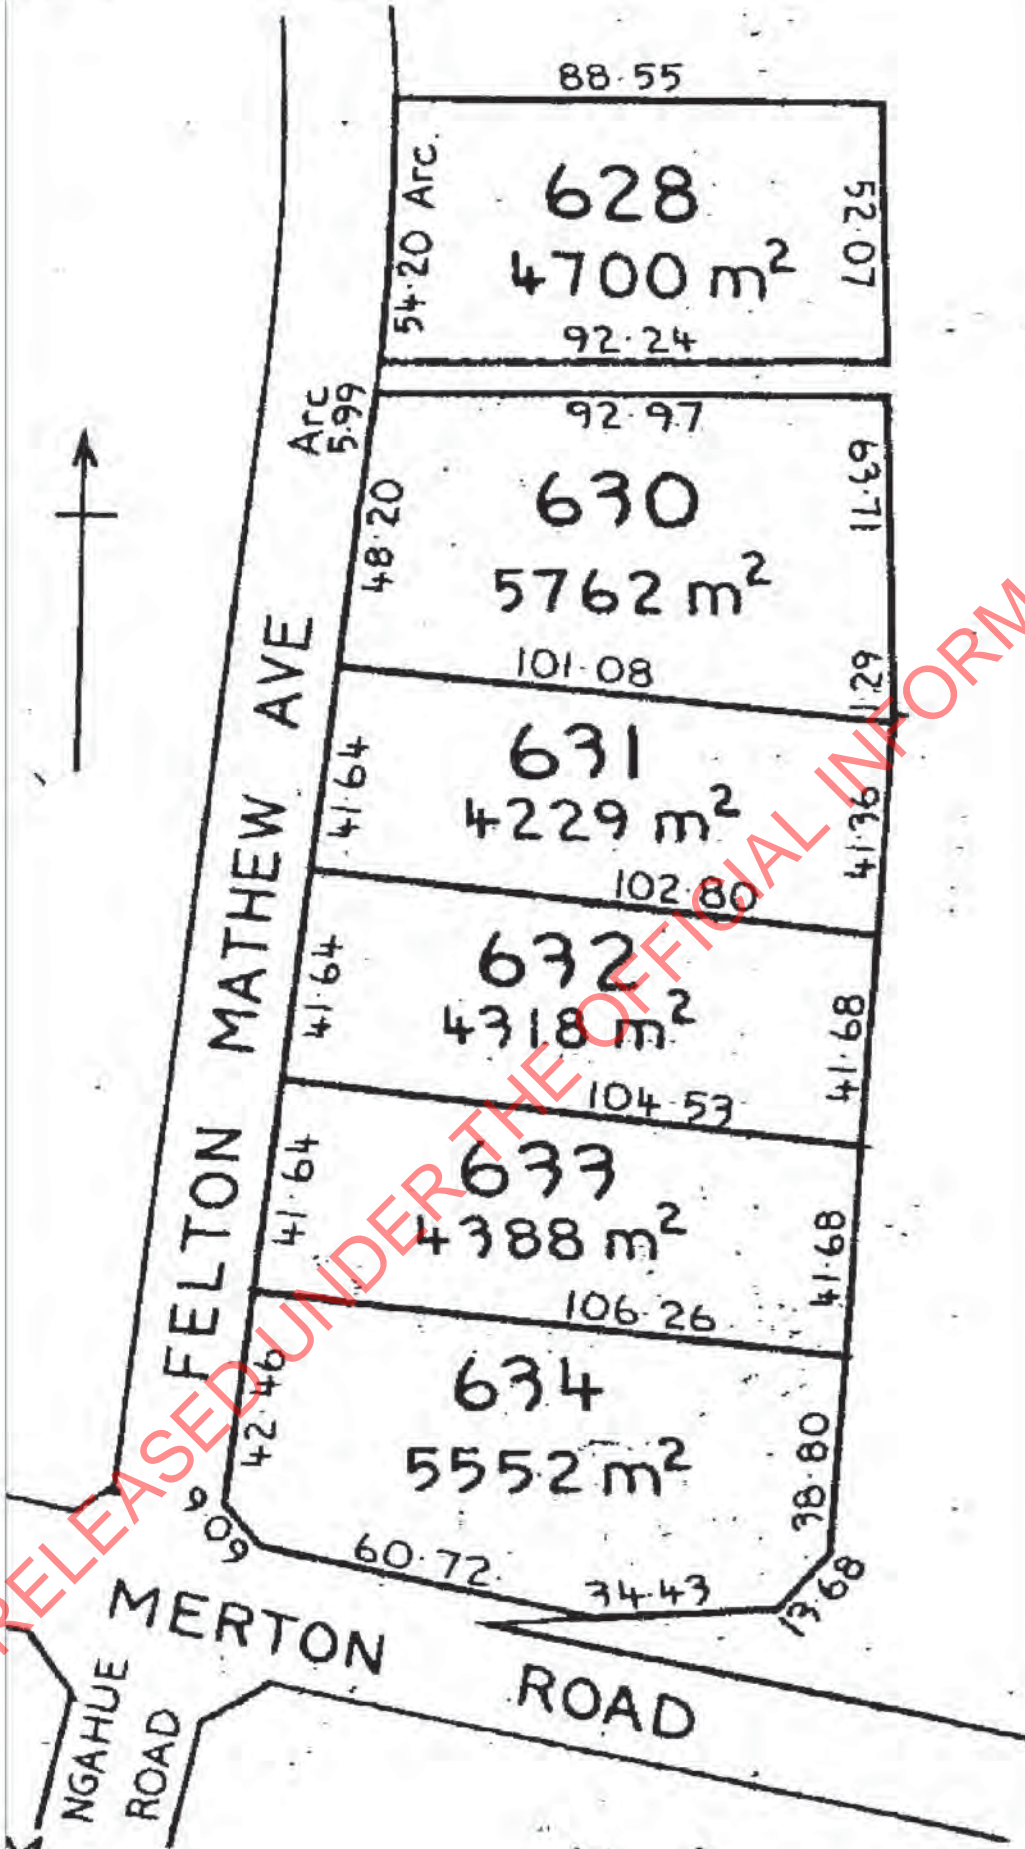 88·55
54·20 Arc.
628
4700 m²
52·07
92·24
Arc
5.99
92·97
48·20
630
5762 m²
63·71
101·08
1·29
631
4229 m²
41·64
41·36
102·80
632
4318 m²
41·64
41·68
104·53
633
4388 m²
41·64
41·68
106·26
634
5552 m²
42·46
38·80
6·09
60·72
34·43
13·68
FELTON MATHEW AVE
MERTON ROAD
NGAHUE
ROAD
RELEASED UNDER THE OFFICIAL INFORM